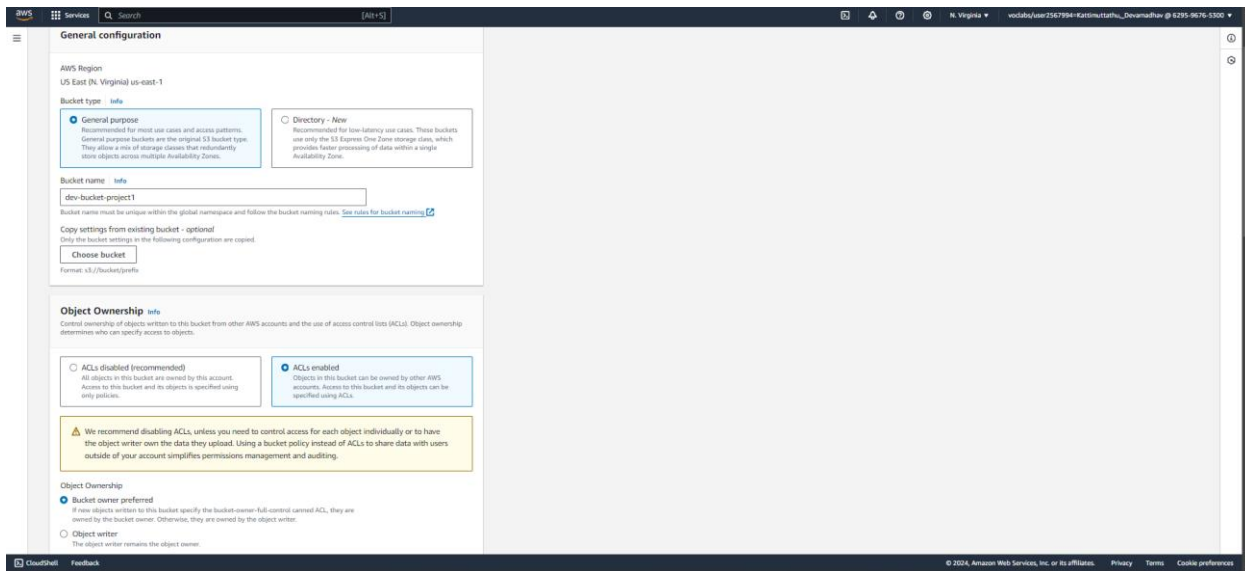 aws
Services
Search
[Alt+S]
N. Virginia
voclabs/user2567994=Kattimuttathu,_Devamadhav @ 6295-9676-5300
General configuration
AWS Region
US East (N. Virginia) us-east-1
Bucket type Info
General purpose
Recommended for most use cases and access patterns.
General purpose buckets are the original S3 bucket type.
They allow a mix of storage classes that redundantly
store objects across multiple Availability Zones.
Directory - New
Recommended for low-latency use cases. These buckets
use only the S3 Express One Zone storage class, which
provides faster processing of data within a single
Availability Zone.
Bucket name Info
dev-bucket-project1
Bucket name must be unique within the global namespace and follow the bucket naming rules. See rules for bucket naming
Copy settings from existing bucket - optional
Only the bucket settings in the following configuration are copied.
Choose bucket
Format: s3://bucket/prefix
Object Ownership Info
Control ownership of objects written to this bucket from other AWS accounts and the use of access control lists (ACLs). Object ownership
determines who can specify access to objects.
ACLs disabled (recommended)
All objects in this bucket are owned by this account.
Access to this bucket and its objects is specified using
only policies.
ACLs enabled
Objects in this bucket can be owned by other AWS
accounts. Access to this bucket and its objects can be
specified using ACLs.
We recommend disabling ACLs, unless you need to control access for each object individually or to have
the object writer own the data they upload. Using a bucket policy instead of ACLs to share data with users
outside of your account simplifies permissions management and auditing.
Object Ownership
Bucket owner preferred
If new objects written to this bucket specify the bucket-owner-full-control canned ACL, they are
owned by the bucket owner. Otherwise, they are owned by the object writer.
Object writer
The object writer remains the object owner.
CloudShell
Feedback
© 2024, Amazon Web Services, Inc. or its affiliates.
Privacy
Terms
Cookie preferences